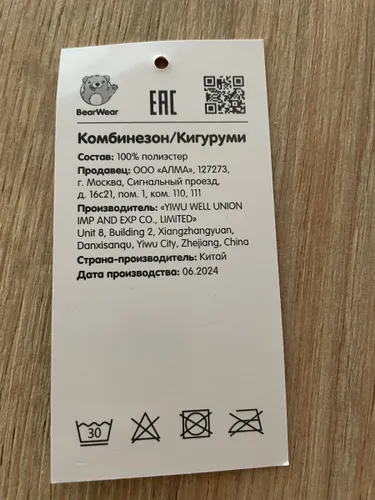 BearWear
EAC
Комбинезон/Кигуруми
Состав: 100% полиэстер
Продавец: ООО «АЛМА», 127273,
г. Москва, Сигнальный проезд,
д. 16с21, пом. 1, ком. 110, 111
Производитель: «YIWU WELL UNION
IMP AND EXP CO., LIMITED»
Unit 8, Building 2, Xiangzhangyuan,
Danxisanqu, Yiwu City, Zhejiang, China
Страна-производитель: Китай
Дата производства: 06.2024
30